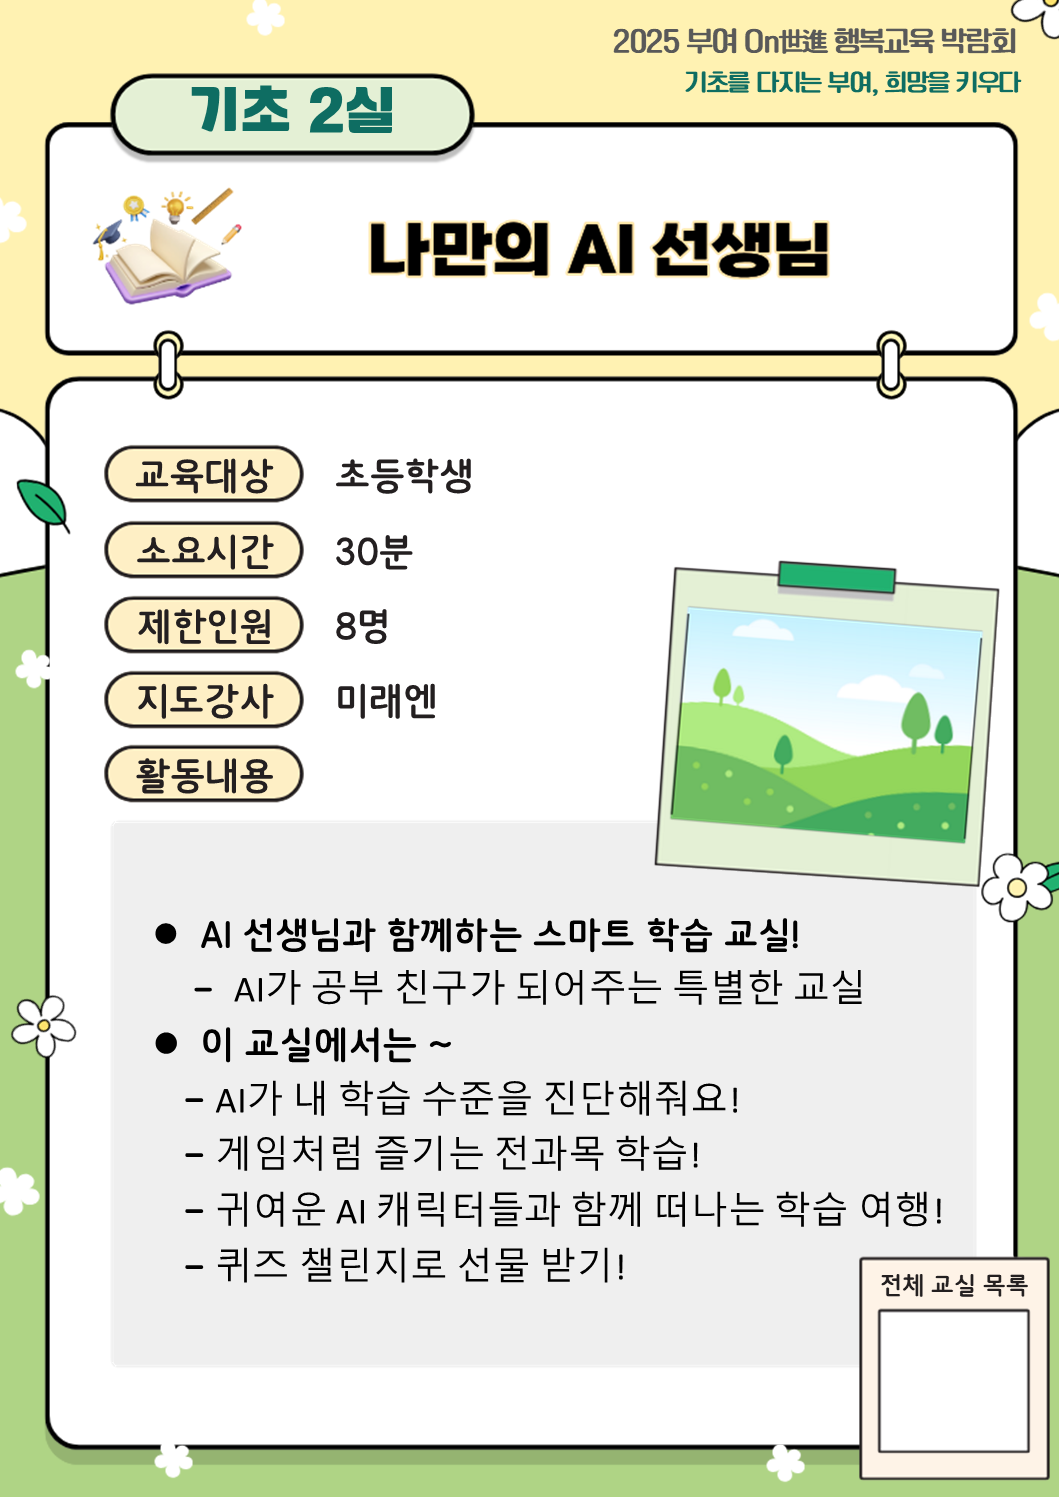 2025 부여 On世進 행복교육 박람회
기초를 다지는 부여, 희망을 키우다
기초 2실
나만의 AI 선생님
교육대상 초등학생
소요시간 30분
제한인원 8명
지도강사 미래엔
활동내용
● AI 선생님과 함께하는 스마트 학습 교실!
– AI가 공부 친구가 되어주는 특별한 교실
● 이 교실에서는 ~
– AI가 내 학습 수준을 진단해줘요!
– 게임처럼 즐기는 전과목 학습!
– 귀여운 AI 캐릭터들과 함께 떠나는 학습 여행!
– 퀴즈 챌린지로 선물 받기!
전체 교실 목록